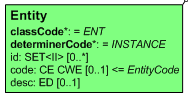 Entity
classCode*: = ENT
determinerCode*: = INSTANCE
id: SET<II> [0..*]
code: CE CWE [0..1] <= EntityCode
desc: ED [0..1]